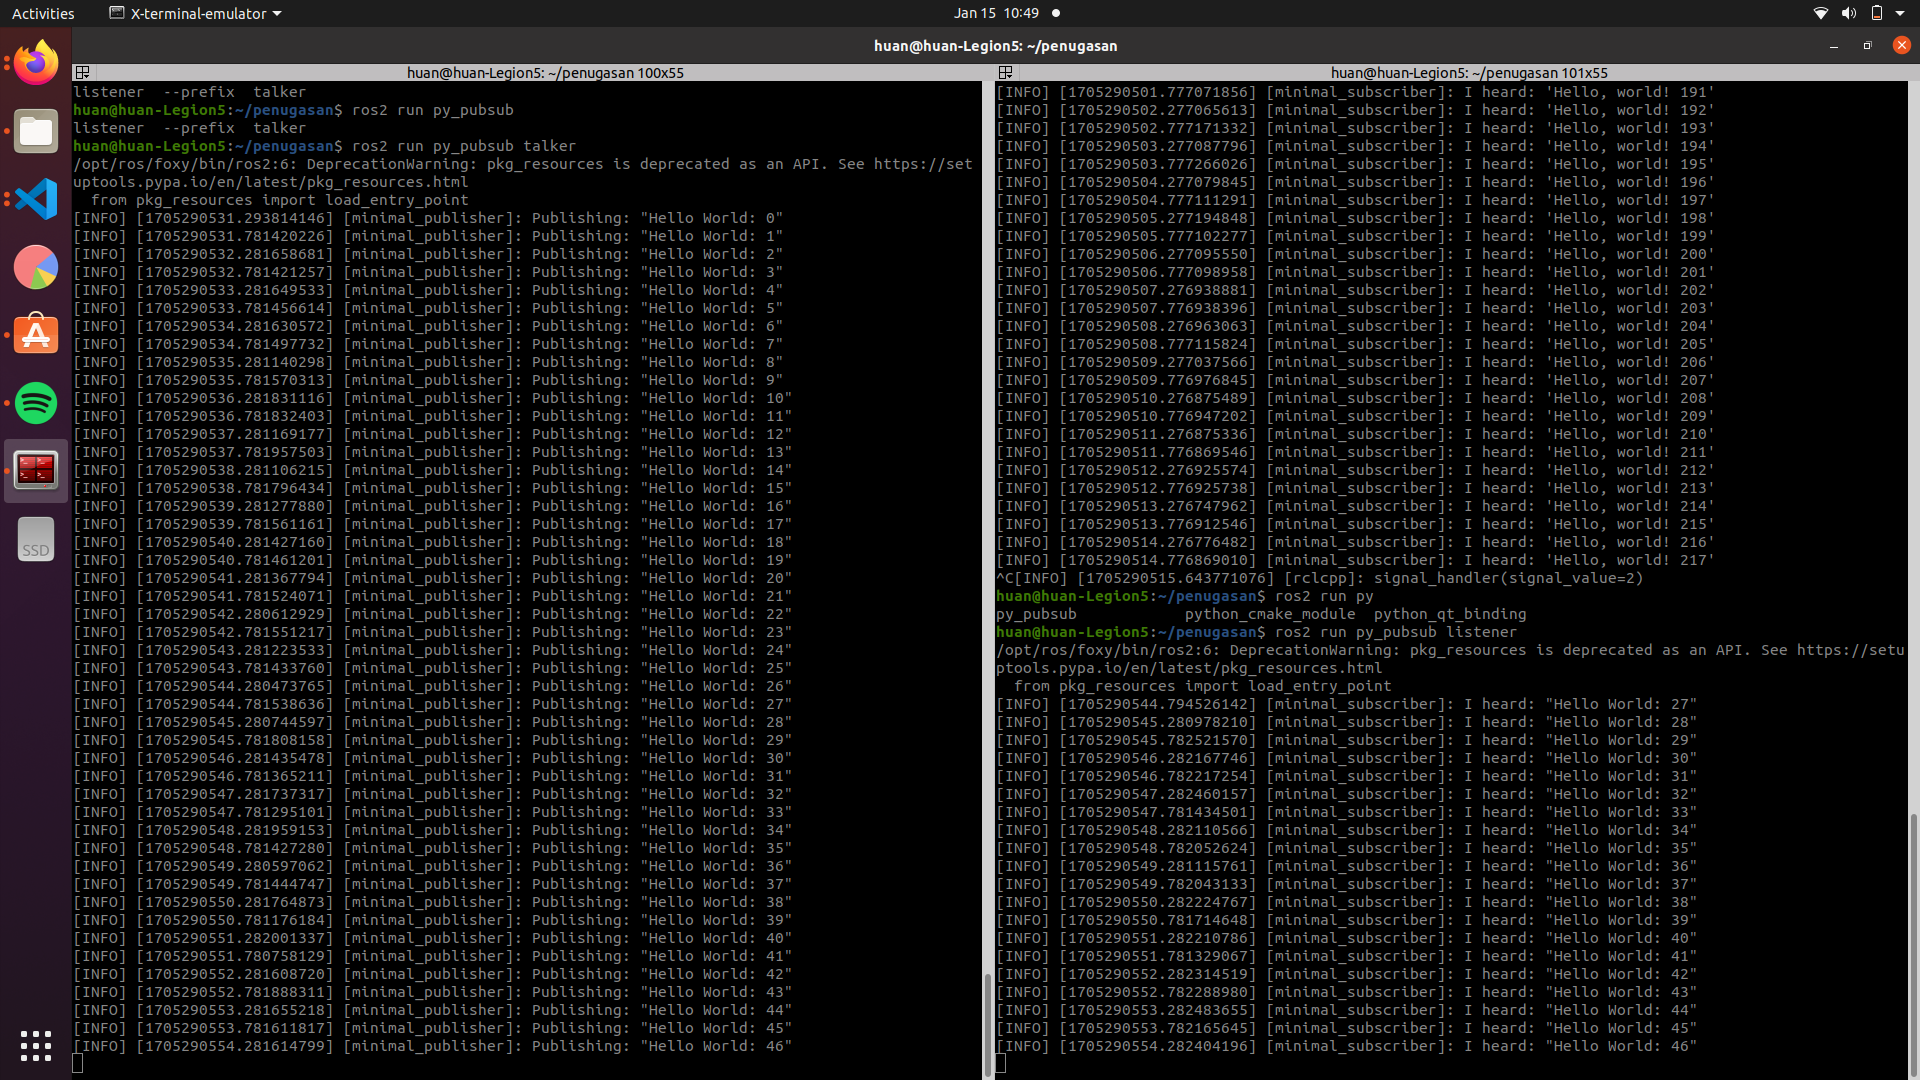 Activities
X-terminal-emulator
Jan 15 10:49
huan@huan-Legion5: ~/penugasan
huan@huan-Legion5: ~/penugasan 100x55
listener  --prefix  talker
huan@huan-Legion5:~/penugasan$ ros2 run py_pubsub
listener  --prefix  talker
huan@huan-Legion5:~/penugasan$ ros2 run py_pubsub talker
/opt/ros/foxy/bin/ros2:6: DeprecationWarning: pkg_resources is deprecated as an API. See https://set
uptools.pypa.io/en/latest/pkg_resources.html
  from pkg_resources import load_entry_point
[INFO] [1705290531.293814146] [minimal_publisher]: Publishing: "Hello World: 0"
[INFO] [1705290531.781420226] [minimal_publisher]: Publishing: "Hello World: 1"
[INFO] [1705290532.281658681] [minimal_publisher]: Publishing: "Hello World: 2"
[INFO] [1705290532.781421257] [minimal_publisher]: Publishing: "Hello World: 3"
[INFO] [1705290533.281649533] [minimal_publisher]: Publishing: "Hello World: 4"
[INFO] [1705290533.781456614] [minimal_publisher]: Publishing: "Hello World: 5"
[INFO] [1705290534.281630572] [minimal_publisher]: Publishing: "Hello World: 6"
[INFO] [1705290534.781497732] [minimal_publisher]: Publishing: "Hello World: 7"
[INFO] [1705290535.281140298] [minimal_publisher]: Publishing: "Hello World: 8"
[INFO] [1705290535.781570313] [minimal_publisher]: Publishing: "Hello World: 9"
[INFO] [1705290536.281831116] [minimal_publisher]: Publishing: "Hello World: 10"
[INFO] [1705290536.781832403] [minimal_publisher]: Publishing: "Hello World: 11"
[INFO] [1705290537.281169177] [minimal_publisher]: Publishing: "Hello World: 12"
[INFO] [1705290537.781957503] [minimal_publisher]: Publishing: "Hello World: 13"
[INFO] [1705290538.281106215] [minimal_publisher]: Publishing: "Hello World: 14"
[INFO] [1705290538.781796434] [minimal_publisher]: Publishing: "Hello World: 15"
[INFO] [1705290539.281277880] [minimal_publisher]: Publishing: "Hello World: 16"
[INFO] [1705290539.781561161] [minimal_publisher]: Publishing: "Hello World: 17"
[INFO] [1705290540.281427160] [minimal_publisher]: Publishing: "Hello World: 18"
[INFO] [1705290540.781461201] [minimal_publisher]: Publishing: "Hello World: 19"
[INFO] [1705290541.281367794] [minimal_publisher]: Publishing: "Hello World: 20"
[INFO] [1705290541.781524071] [minimal_publisher]: Publishing: "Hello World: 21"
[INFO] [1705290542.280612929] [minimal_publisher]: Publishing: "Hello World: 22"
[INFO] [1705290542.781551217] [minimal_publisher]: Publishing: "Hello World: 23"
[INFO] [1705290543.281223533] [minimal_publisher]: Publishing: "Hello World: 24"
[INFO] [1705290543.781433760] [minimal_publisher]: Publishing: "Hello World: 25"
[INFO] [1705290544.280473765] [minimal_publisher]: Publishing: "Hello World: 26"
[INFO] [1705290544.781538636] [minimal_publisher]: Publishing: "Hello World: 27"
[INFO] [1705290545.280744597] [minimal_publisher]: Publishing: "Hello World: 28"
[INFO] [1705290545.781808158] [minimal_publisher]: Publishing: "Hello World: 29"
[INFO] [1705290546.281435478] [minimal_publisher]: Publishing: "Hello World: 30"
[INFO] [1705290546.781365211] [minimal_publisher]: Publishing: "Hello World: 31"
[INFO] [1705290547.281737317] [minimal_publisher]: Publishing: "Hello World: 32"
[INFO] [1705290547.781295101] [minimal_publisher]: Publishing: "Hello World: 33"
[INFO] [1705290548.281959153] [minimal_publisher]: Publishing: "Hello World: 34"
[INFO] [1705290548.781427280] [minimal_publisher]: Publishing: "Hello World: 35"
[INFO] [1705290549.280597062] [minimal_publisher]: Publishing: "Hello World: 36"
[INFO] [1705290549.781444747] [minimal_publisher]: Publishing: "Hello World: 37"
[INFO] [1705290550.281764873] [minimal_publisher]: Publishing: "Hello World: 38"
[INFO] [1705290550.781176184] [minimal_publisher]: Publishing: "Hello World: 39"
[INFO] [1705290551.282001337] [minimal_publisher]: Publishing: "Hello World: 40"
[INFO] [1705290551.780758129] [minimal_publisher]: Publishing: "Hello World: 41"
[INFO] [1705290552.281608720] [minimal_publisher]: Publishing: "Hello World: 42"
[INFO] [1705290552.781888311] [minimal_publisher]: Publishing: "Hello World: 43"
[INFO] [1705290553.281655218] [minimal_publisher]: Publishing: "Hello World: 44"
[INFO] [1705290553.781611817] [minimal_publisher]: Publishing: "Hello World: 45"
[INFO] [1705290554.281614799] [minimal_publisher]: Publishing: "Hello World: 46"
huan@huan-Legion5: ~/penugasan 101x55
[INFO] [1705290501.777071856] [minimal_subscriber]: I heard: 'Hello, world! 191'
[INFO] [1705290502.277065613] [minimal_subscriber]: I heard: 'Hello, world! 192'
[INFO] [1705290502.777171332] [minimal_subscriber]: I heard: 'Hello, world! 193'
[INFO] [1705290503.277087796] [minimal_subscriber]: I heard: 'Hello, world! 194'
[INFO] [1705290503.777266026] [minimal_subscriber]: I heard: 'Hello, world! 195'
[INFO] [1705290504.277079845] [minimal_subscriber]: I heard: 'Hello, world! 196'
[INFO] [1705290504.777111291] [minimal_subscriber]: I heard: 'Hello, world! 197'
[INFO] [1705290505.277194848] [minimal_subscriber]: I heard: 'Hello, world! 198'
[INFO] [1705290505.777102277] [minimal_subscriber]: I heard: 'Hello, world! 199'
[INFO] [1705290506.277095550] [minimal_subscriber]: I heard: 'Hello, world! 200'
[INFO] [1705290506.777098958] [minimal_subscriber]: I heard: 'Hello, world! 201'
[INFO] [1705290507.276938881] [minimal_subscriber]: I heard: 'Hello, world! 202'
[INFO] [1705290507.776938396] [minimal_subscriber]: I heard: 'Hello, world! 203'
[INFO] [1705290508.276963063] [minimal_subscriber]: I heard: 'Hello, world! 204'
[INFO] [1705290508.777115824] [minimal_subscriber]: I heard: 'Hello, world! 205'
[INFO] [1705290509.277037566] [minimal_subscriber]: I heard: 'Hello, world! 206'
[INFO] [1705290509.776976845] [minimal_subscriber]: I heard: 'Hello, world! 207'
[INFO] [1705290510.276875489] [minimal_subscriber]: I heard: 'Hello, world! 208'
[INFO] [1705290510.776947202] [minimal_subscriber]: I heard: 'Hello, world! 209'
[INFO] [1705290511.276875336] [minimal_subscriber]: I heard: 'Hello, world! 210'
[INFO] [1705290511.776869546] [minimal_subscriber]: I heard: 'Hello, world! 211'
[INFO] [1705290512.276925574] [minimal_subscriber]: I heard: 'Hello, world! 212'
[INFO] [1705290512.776925738] [minimal_subscriber]: I heard: 'Hello, world! 213'
[INFO] [1705290513.276747962] [minimal_subscriber]: I heard: 'Hello, world! 214'
[INFO] [1705290513.776912546] [minimal_subscriber]: I heard: 'Hello, world! 215'
[INFO] [1705290514.276776482] [minimal_subscriber]: I heard: 'Hello, world! 216'
[INFO] [1705290514.776869010] [minimal_subscriber]: I heard: 'Hello, world! 217'
^C[INFO] [1705290515.643771076] [rclcpp]: signal_handler(signal_value=2)
huan@huan-Legion5:~/penugasan$ ros2 run py
py_pubsub            python_cmake_module  python_qt_binding
huan@huan-Legion5:~/penugasan$ ros2 run py_pubsub listener
/opt/ros/foxy/bin/ros2:6: DeprecationWarning: pkg_resources is deprecated as an API. See https://setu
ptools.pypa.io/en/latest/pkg_resources.html
  from pkg_resources import load_entry_point
[INFO] [1705290544.794526142] [minimal_subscriber]: I heard: "Hello World: 27"
[INFO] [1705290545.280978210] [minimal_subscriber]: I heard: "Hello World: 28"
[INFO] [1705290545.782521570] [minimal_subscriber]: I heard: "Hello World: 29"
[INFO] [1705290546.282167746] [minimal_subscriber]: I heard: "Hello World: 30"
[INFO] [1705290546.782217254] [minimal_subscriber]: I heard: "Hello World: 31"
[INFO] [1705290547.282460157] [minimal_subscriber]: I heard: "Hello World: 32"
[INFO] [1705290547.781434501] [minimal_subscriber]: I heard: "Hello World: 33"
[INFO] [1705290548.282110566] [minimal_subscriber]: I heard: "Hello World: 34"
[INFO] [1705290548.782052624] [minimal_subscriber]: I heard: "Hello World: 35"
[INFO] [1705290549.281115761] [minimal_subscriber]: I heard: "Hello World: 36"
[INFO] [1705290549.782043133] [minimal_subscriber]: I heard: "Hello World: 37"
[INFO] [1705290550.282224767] [minimal_subscriber]: I heard: "Hello World: 38"
[INFO] [1705290550.781714648] [minimal_subscriber]: I heard: "Hello World: 39"
[INFO] [1705290551.282210786] [minimal_subscriber]: I heard: "Hello World: 40"
[INFO] [1705290551.781329067] [minimal_subscriber]: I heard: "Hello World: 41"
[INFO] [1705290552.282314519] [minimal_subscriber]: I heard: "Hello World: 42"
[INFO] [1705290552.782288980] [minimal_subscriber]: I heard: "Hello World: 43"
[INFO] [1705290553.282483655] [minimal_subscriber]: I heard: "Hello World: 44"
[INFO] [1705290553.782165645] [minimal_subscriber]: I heard: "Hello World: 45"
[INFO] [1705290554.282404196] [minimal_subscriber]: I heard: "Hello World: 46"
SSD